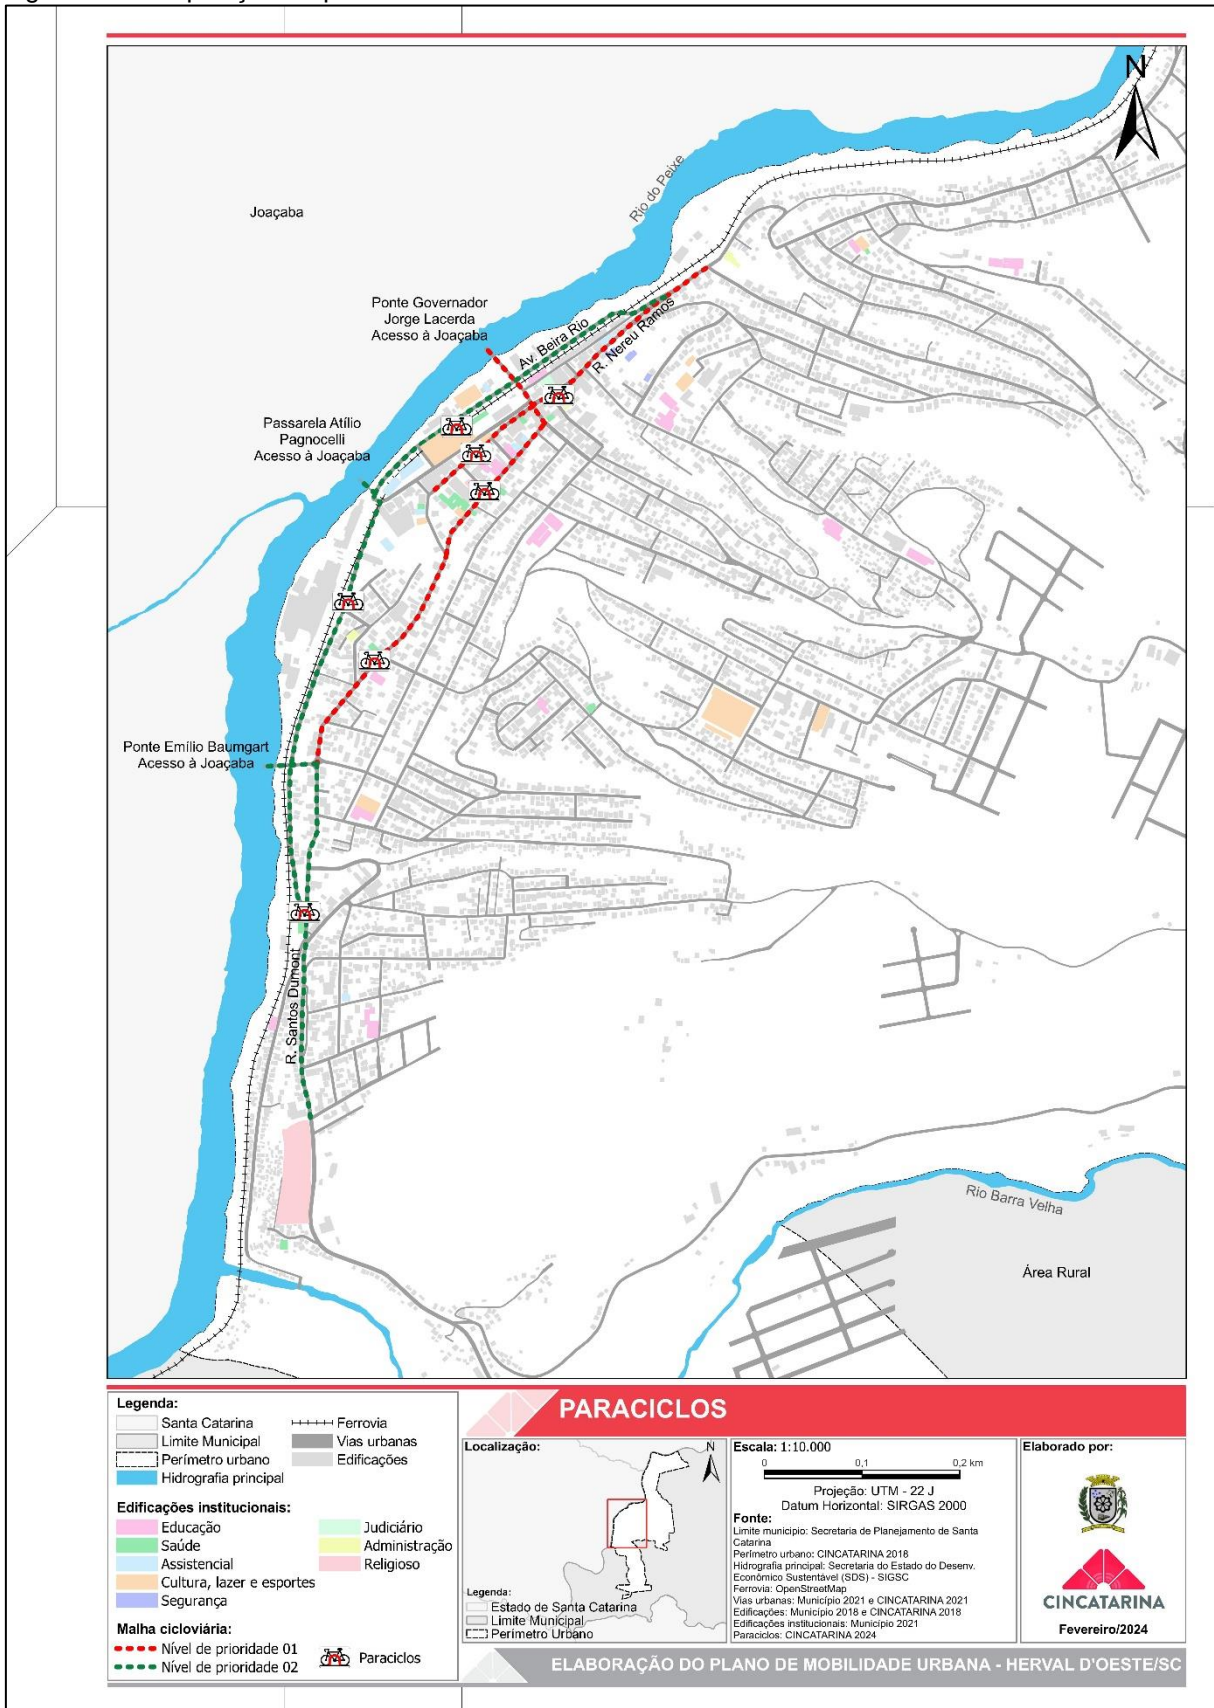 N
Rio do Peixe
Joaçaba
Ponte Governador
Jorge Lacerda
Acesso à Joaçaba
Av. Beira Rio
R. Nereu Ramos
Passarela Atílio
Pagnocelli
Acesso à Joaçaba
Ponte Emílio Baumgart
Acesso à Joaçaba
R. Santos Dumont
Rio Barra Velha
Área Rural
Legenda:
Santa Catarina
Limite Municipal
Perímetro urbano
Hidrografia principal
Ferrovia
Vias urbanas
Edificações
Edificações institucionais:
Educação
Saúde
Assistencial
Cultura, lazer e esportes
Segurança
Judiciário
Administração
Religioso
Malha cicloviária:
Nível de prioridade 01
Nível de prioridade 02
Paraciclos
PARACICLOS
Localização:
N
Legenda:
Estado de Santa Catarina
Limite Municipal
Perímetro Urbano
Escala: 1:10.000
0 0,1 0,2 km
Projeção: UTM - 22 J
Datum Horizontal: SIRGAS 2000
Fonte:
Limite município: Secretaria de Planejamento de Santa
Catarina
Perímetro urbano: CINCATARINA 2018
Hidrografia principal: Secretaria do Estado do Desenv.
Econômico Sustentável (SDS) - SIGSC
Ferrovia: OpenStreetMap
Vias urbanas: Município 2021 e CINCATARINA 2021
Edificações: Município 2018 e CINCATARINA 2018
Edificações institucionais: Município 2021
Paraciclos: CINCATARINA 2024
Elaborado por:
CINCATARINA
Fevereiro/2024
ELABORAÇÃO DO PLANO DE MOBILIDADE URBANA - HERVAL D'OESTE/SC